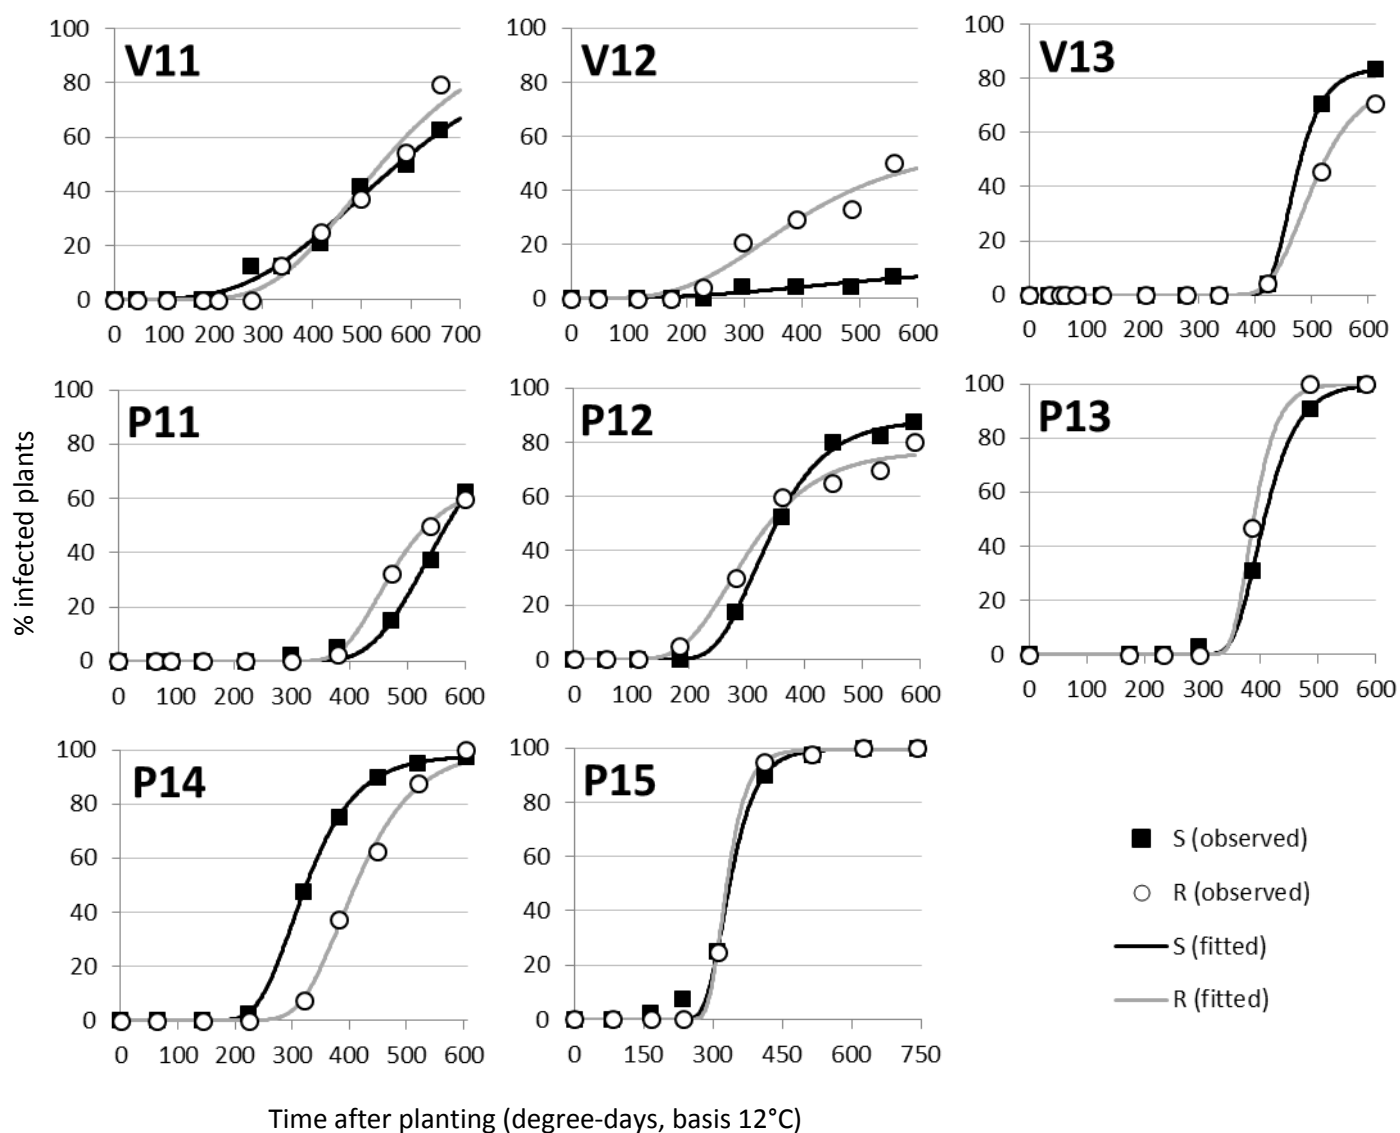 V11
100
80
60
40
20
0
0 100 200 300 400 500 600 700
V12
100
80
60
40
20
0
0 100 200 300 400 500 600
V13
100
80
60
40
20
0
0 100 200 300 400 500 600
% infected plants
P11
100
80
60
40
20
0
0 100 200 300 400 500 600
P12
100
80
60
40
20
0
0 100 200 300 400 500 600
P13
100
80
60
40
20
0
0 100 200 300 400 500 600
P14
100
80
60
40
20
0
0 100 200 300 400 500 600
P15
100
80
60
40
20
0
0 150 300 450 600 750
S (observed)
R (observed)
S (fitted)
R (fitted)
Time after planting (degree-days, basis 12°C)